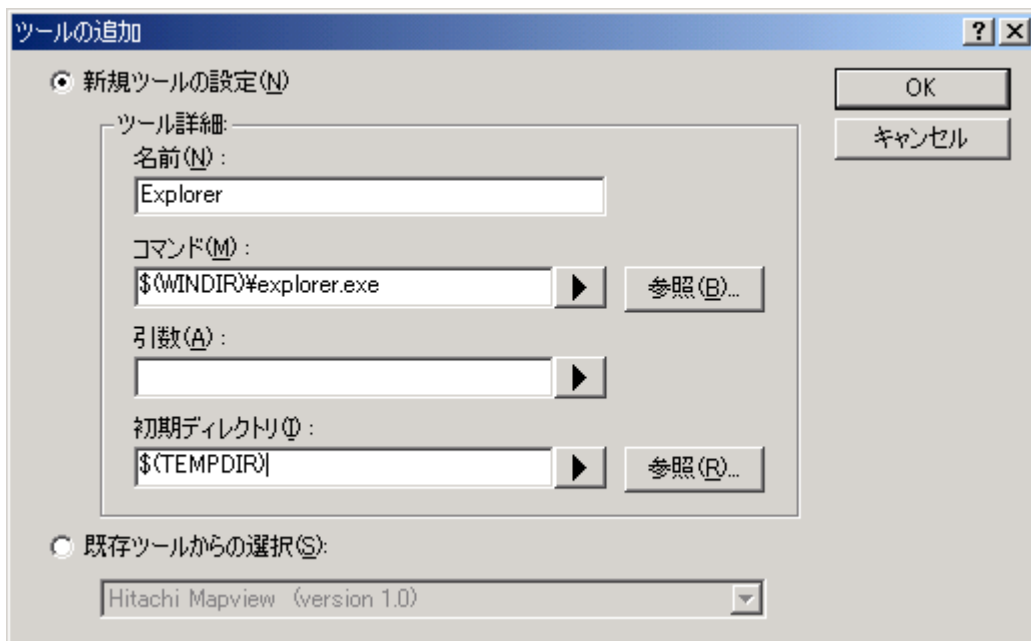 ツールの追加
新規ツールの設定(N)
OK
キャンセル
ツール詳細:
名前(N):
Explorer
コマンド(M):
$(WINDIR)¥explorer.exe
参照(B)...
引数(A):
初期ディレクトリ(I):
$(TEMPDIR)
参照(R)...
既存ツールからの選択(S):
Hitachi Mapview (version 1.0)